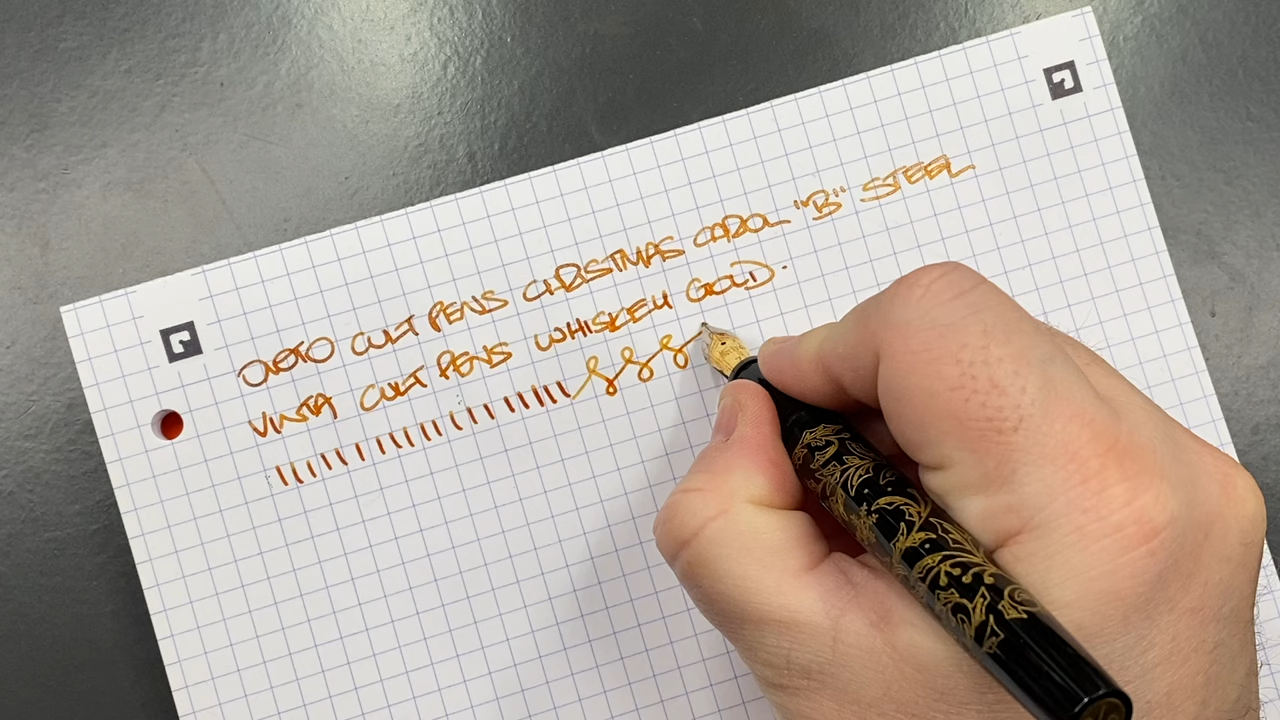 ONOTO CULT PENS CHRISTMAS CAROL "B" STEEL
VINTA CULT PENS WHISKEY GOLD.